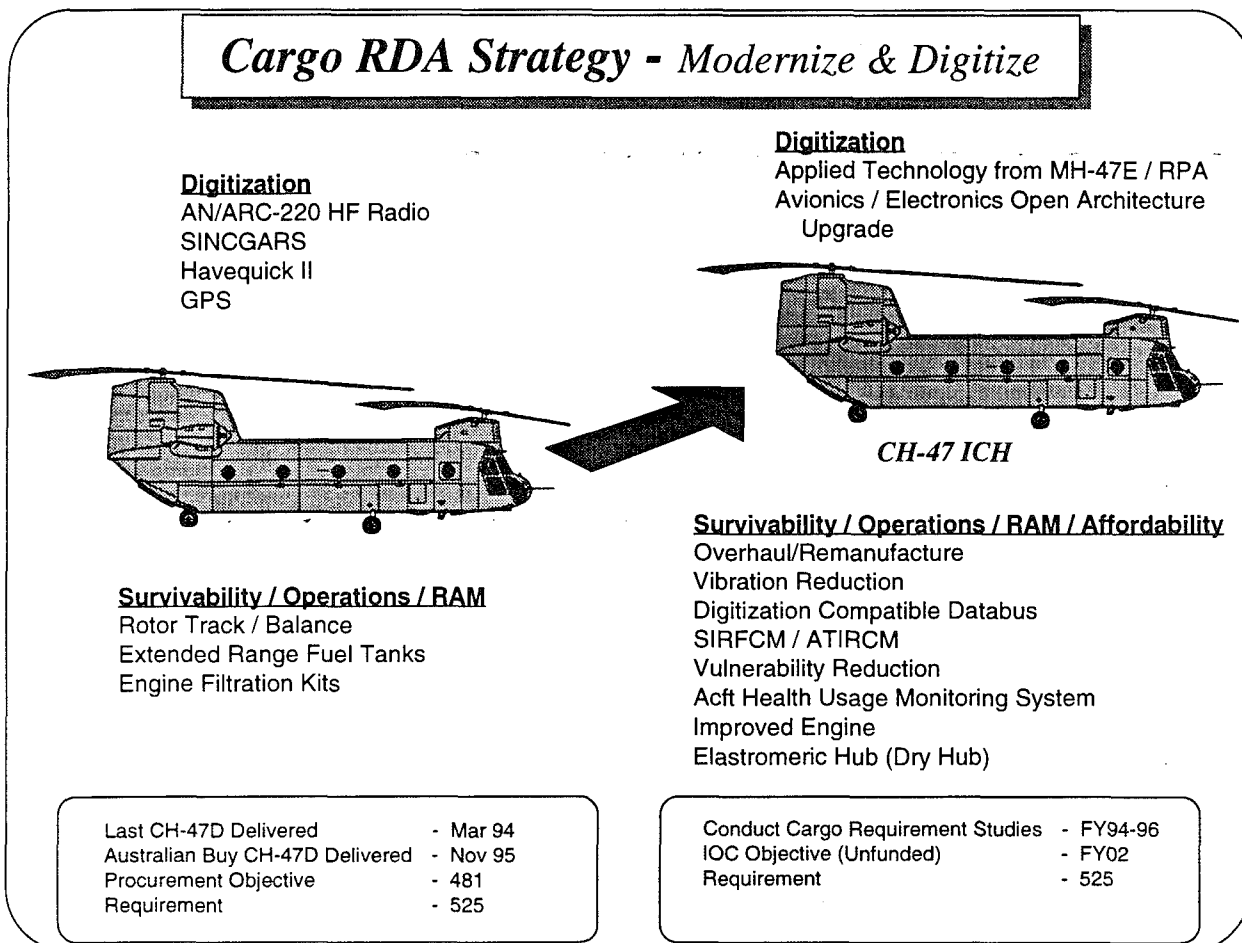 Cargo RDA Strategy - Modernize & Digitize
Digitization
AN/ARC-220 HF Radio
SINCGARS
Havequick II
GPS
Survivability / Operations / RAM
Rotor Track / Balance
Extended Range Fuel Tanks
Engine Filtration Kits
Last CH-47D Delivered - Mar 94
Australian Buy CH-47D Delivered - Nov 95
Procurement Objective - 481
Requirement - 525
Digitization
Applied Technology from MH-47E / RPA
Avionics / Electronics Open Architecture
Upgrade
CH-47 ICH
Survivability / Operations / RAM / Affordability
Overhaul/Remanufacture
Vibration Reduction
Digitization Compatible Databus
SIRFCM / ATIRCM
Vulnerability Reduction
Acft Health Usage Monitoring System
Improved Engine
Elastromeric Hub (Dry Hub)
Conduct Cargo Requirement Studies - FY94-96
IOC Objective (Unfunded) - FY02
Requirement - 525